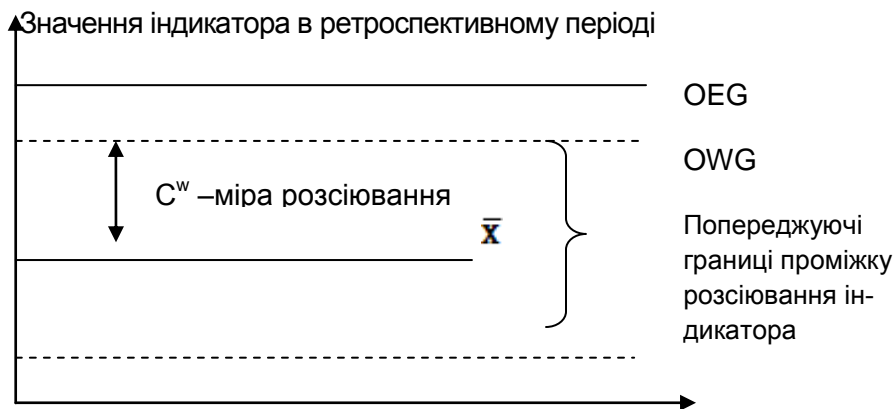 Значення індикатора в ретроспективному періоді
OEG
OWG
Cʷ –міра розсіювання
x̄
Попереджуючі
границі проміжку
розсіювання ін-
дикатора